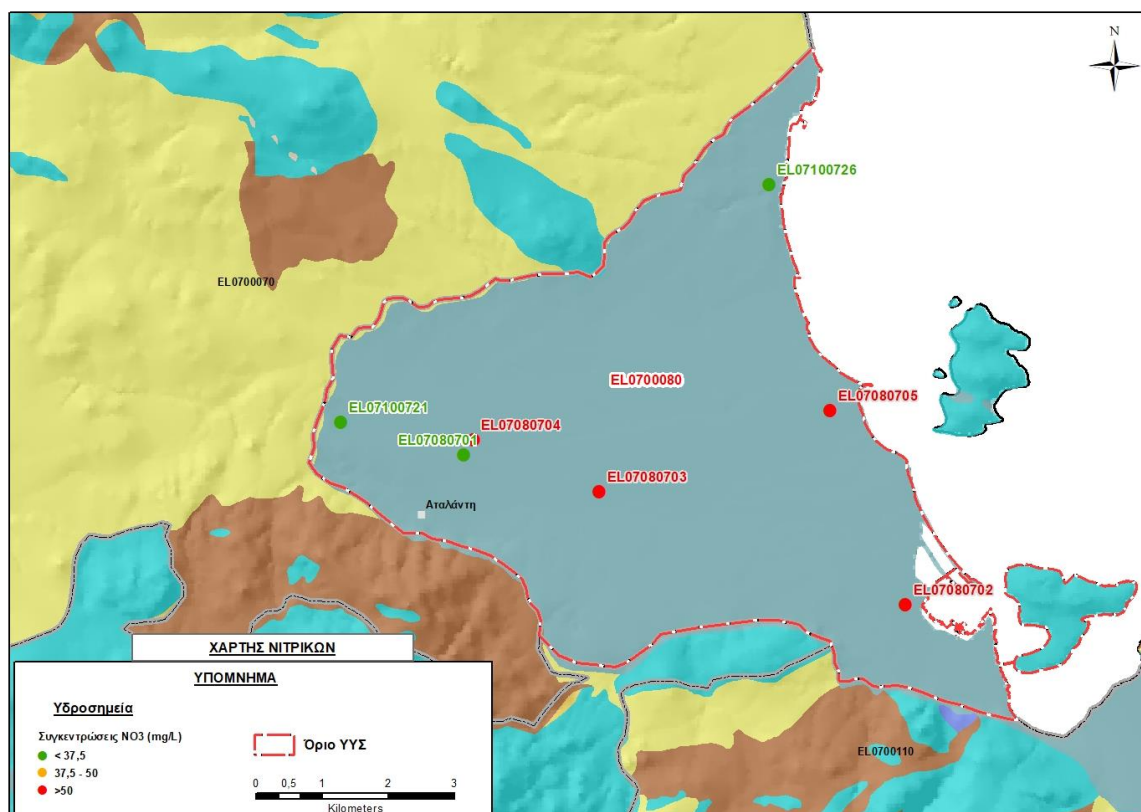 N
EL07100726
EL0700070
EL0700080
EL07080705
EL07100721
EL07080704
EL07080701
EL07080703
Αταλάντη
EL07080702
ΧΑΡΤΗΣ ΝΙΤΡΙΚΩΝ
ΥΠΟΜΝΗΜΑ
Υδροσημεία
Συγκεντρώσεις NO3 (mg/L)
< 37,5
37,5 - 50
>50
Όριο ΥΥΣ
0 0,5 1 2 3
Kilometers
EL0700110